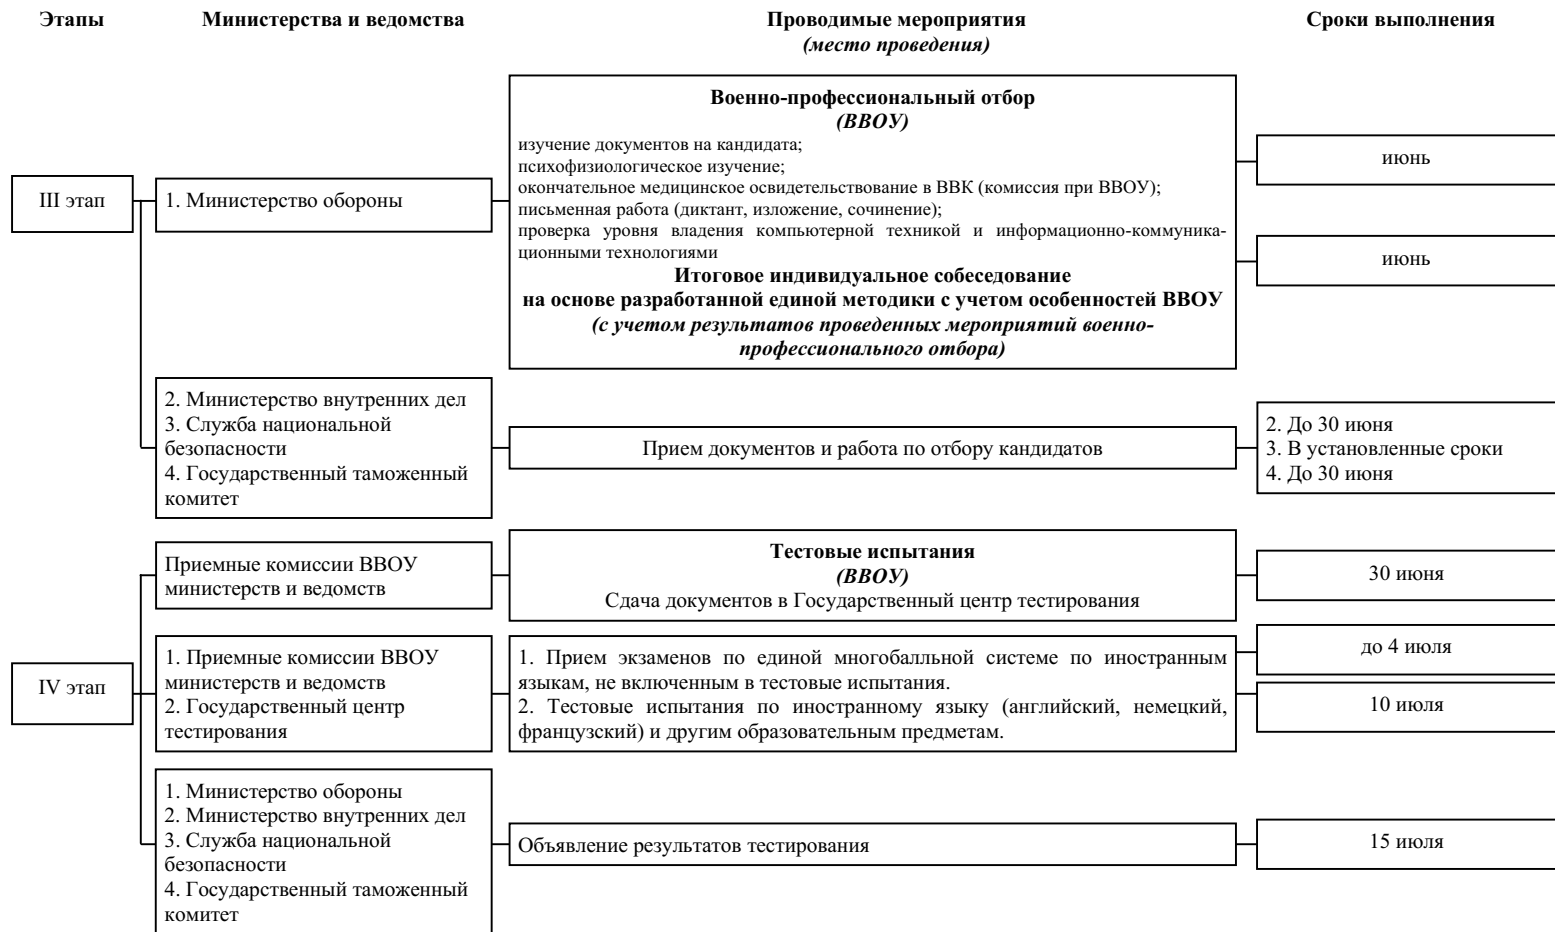 Этапы
Министерства и ведомства
Проводимые мероприятия
(место проведения)
Сроки выполнения
III этап
1. Министерство обороны
Военно-профессиональный отбор
(ВВОУ)
изучение документов на кандидата;
психофизиологическое изучение;
окончательное медицинское освидетельствование в ВВК (комиссия при ВВОУ);
письменная работа (диктант, изложение, сочинение);
проверка уровня владения компьютерной техникой и информационно-коммуника-
ционными технологиями
Итоговое индивидуальное собеседование
на основе разработанной единой методики с учетом особенностей ВВОУ
(с учетом результатов проведенных мероприятий военно-
профессионального отбора)
июнь
июнь
2. Министерство внутренних дел
3. Служба национальной
безопасности
4. Государственный таможенный
комитет
Прием документов и работа по отбору кандидатов
2. До 30 июня
3. В установленные сроки
4. До 30 июня
IV этап
Приемные комиссии ВВОУ
министерств и ведомств
Тестовые испытания
(ВВОУ)
Сдача документов в Государственный центр тестирования
30 июня
1. Приемные комиссии ВВОУ
министерств и ведомств
2. Государственный центр
тестирования
1. Прием экзаменов по единой многобалльной системе по иностранным
языкам, не включенным в тестовые испытания.
2. Тестовые испытания по иностранному языку (английский, немецкий,
французский) и другим образовательным предметам.
до 4 июля
10 июля
1. Министерство обороны
2. Министерство внутренних дел
3. Служба национальной
безопасности
4. Государственный таможенный
комитет
Объявление результатов тестирования
15 июля